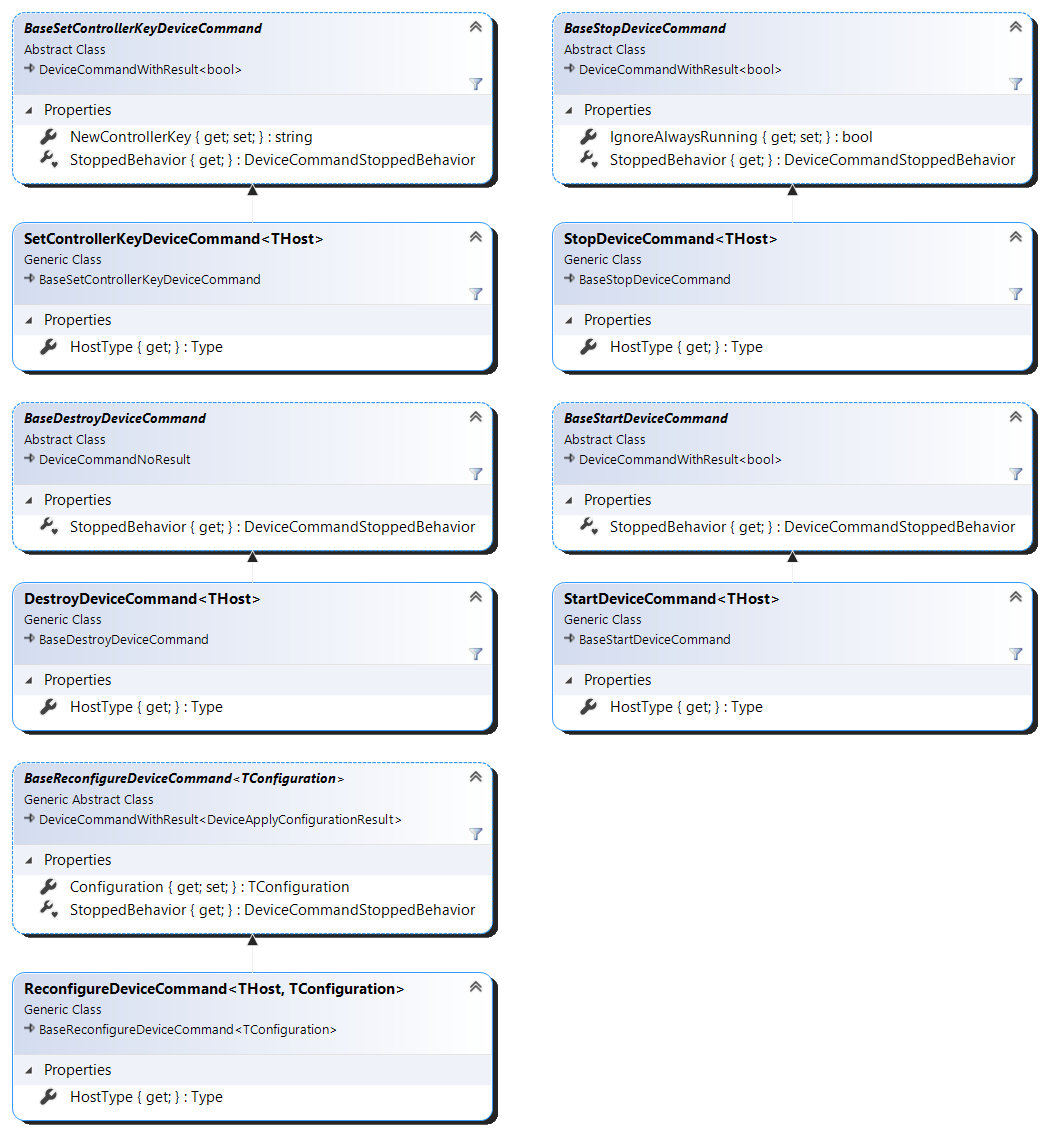 BaseSetControllerKeyDeviceCommand
Abstract Class
DeviceCommandWithResult<bool>
Properties
NewControllerKey { get; set; } : string
StoppedBehavior { get; } : DeviceCommandStoppedBehavior
BaseStopDeviceCommand
Abstract Class
DeviceCommandWithResult<bool>
Properties
IgnoreAlwaysRunning { get; set; } : bool
StoppedBehavior { get; } : DeviceCommandStoppedBehavior
SetControllerKeyDeviceCommand<THost>
Generic Class
BaseSetControllerKeyDeviceCommand
Properties
HostType { get; } : Type
StopDeviceCommand<THost>
Generic Class
BaseStopDeviceCommand
Properties
HostType { get; } : Type
BaseDestroyDeviceCommand
Abstract Class
DeviceCommandNoResult
Properties
StoppedBehavior { get; } : DeviceCommandStoppedBehavior
BaseStartDeviceCommand
Abstract Class
DeviceCommandWithResult<bool>
Properties
StoppedBehavior { get; } : DeviceCommandStoppedBehavior
DestroyDeviceCommand<THost>
Generic Class
BaseDestroyDeviceCommand
Properties
HostType { get; } : Type
StartDeviceCommand<THost>
Generic Class
BaseStartDeviceCommand
Properties
HostType { get; } : Type
BaseReconfigureDeviceCommand<TConfiguration>
Generic Abstract Class
DeviceCommandWithResult<DeviceApplyConfigurationResult>
Properties
Configuration { get; set; } : TConfiguration
StoppedBehavior { get; } : DeviceCommandStoppedBehavior
ReconfigureDeviceCommand<THost, TConfiguration>
Generic Class
BaseReconfigureDeviceCommand<TConfiguration>
Properties
HostType { get; } : Type